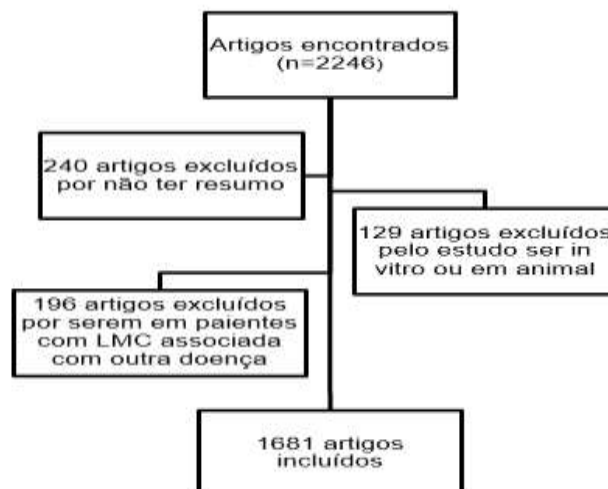 Artigos encontrados
(n=2246)
240 artigos excluídos
por não ter resumo
129 artigos excluídos
pelo estudo ser in
vitro ou em animal
196 artigos excluídos
por serem em paientes
com LMC associada
com outra doença
1681 artigos
incluídos